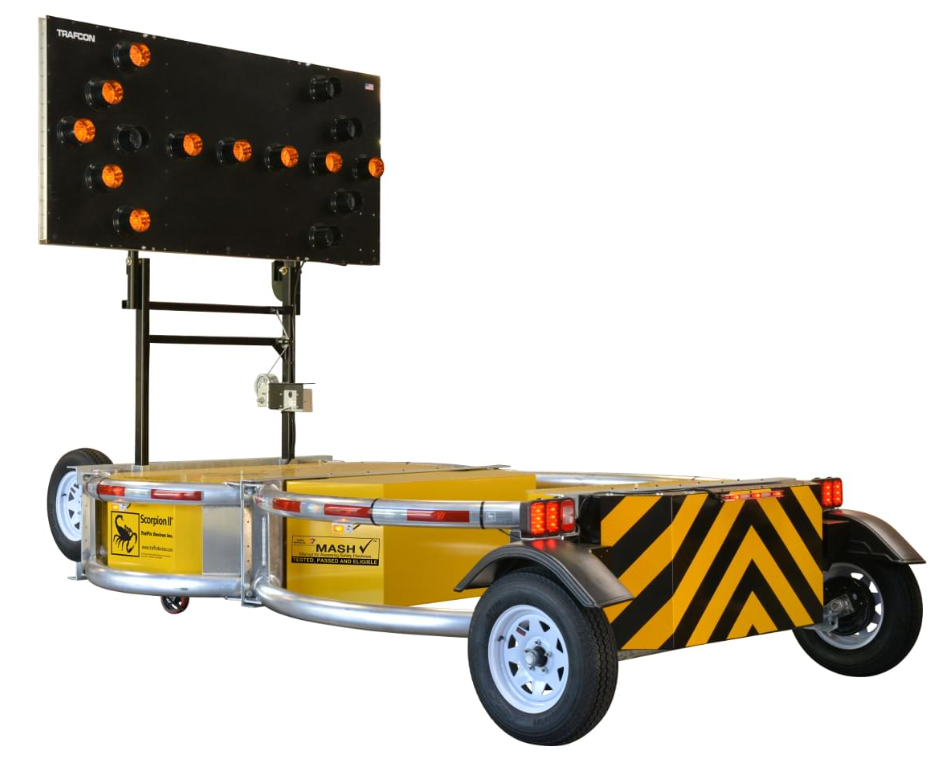 TRAFCON
Scorpion II
TrafFix Devices Inc.
MASH
TESTED, PASSED AND ELIGIBLE